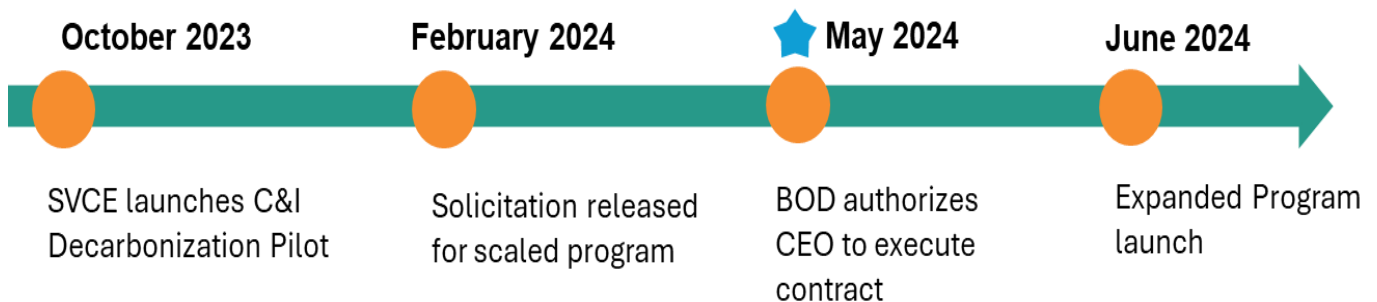 October 2023
February 2024
May 2024
June 2024
SVCE launches C&I
Decarbonization Pilot
Solicitation released
for scaled program
BOD authorizes
CEO to execute
contract
Expanded Program
launch